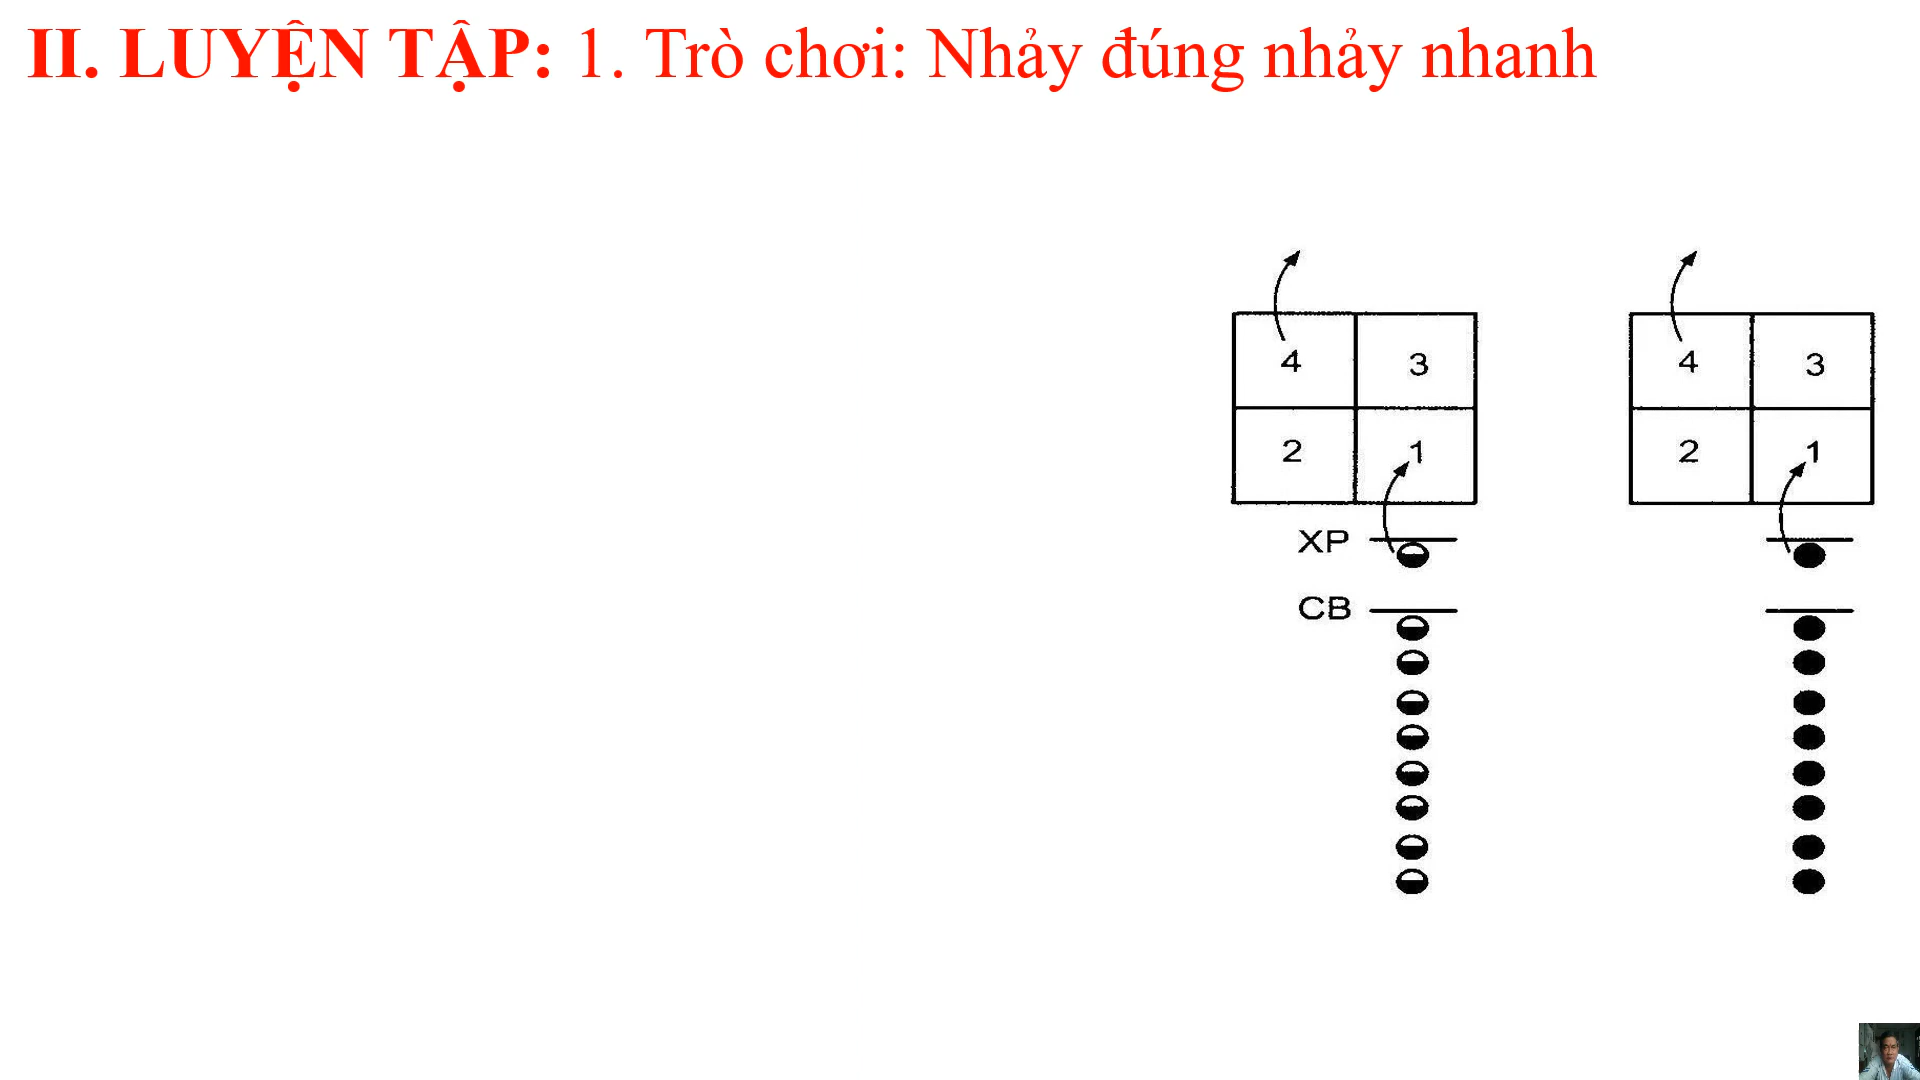 II. LUYỆN TẬP: 1. Trò chơi: Nhảy đúng nhảy nhanh
4 3 4 3
2 1 2 1
XP
CB